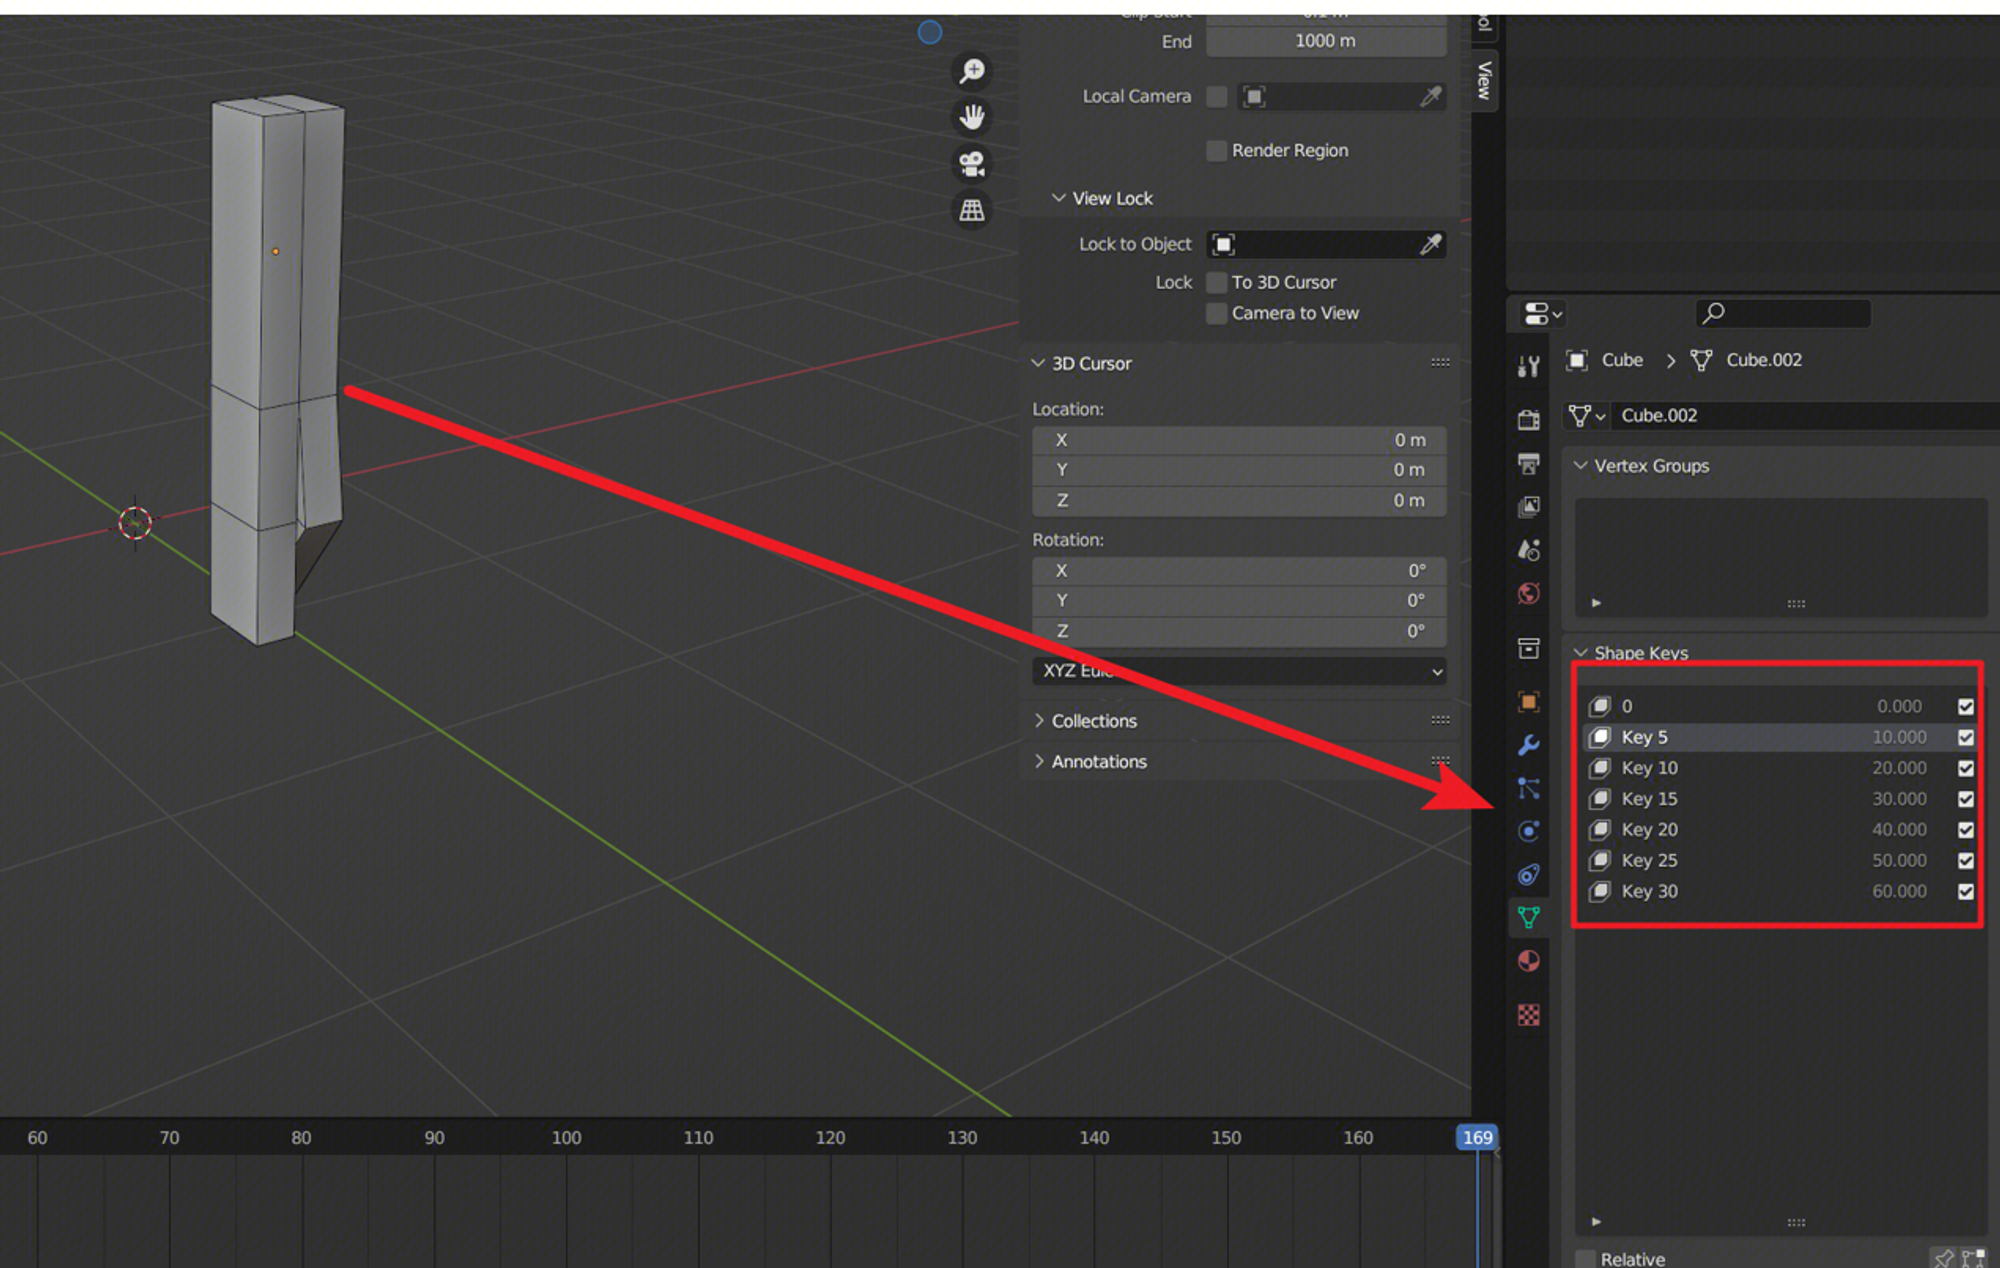 End 1000 m
View
Local Camera
Render Region
View Lock
Lock to Object
Lock To 3D Cursor
Camera to View
3D Cursor
Location:
X 0 m
Y 0 m
Z 0 m
Rotation:
X 0°
Y 0°
Z 0°
XYZ
Collections
Annotations
Cube > Cube.002
Cube.002
Vertex Groups
Shape Keys
0 0.000
Key 5 10.000
Key 10 20.000
Key 15 30.000
Key 20 40.000
Key 25 50.000
Key 30 60.000
Relative
60 70 80 90 100 110 120 130 140 150 160 169